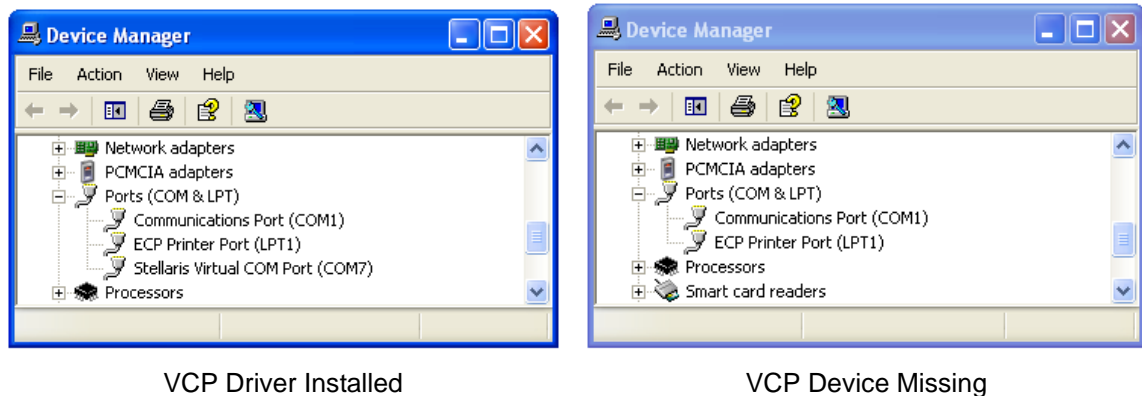 Device Manager
File Action View Help
Network adapters
PCMCIA adapters
Ports (COM & LPT)
Communications Port (COM1)
ECP Printer Port (LPT1)
Stellaris Virtual COM Port (COM7)
Processors
VCP Driver Installed
Device Manager
File Action View Help
Network adapters
PCMCIA adapters
Ports (COM & LPT)
Communications Port (COM1)
ECP Printer Port (LPT1)
Processors
Smart card readers
VCP Device Missing